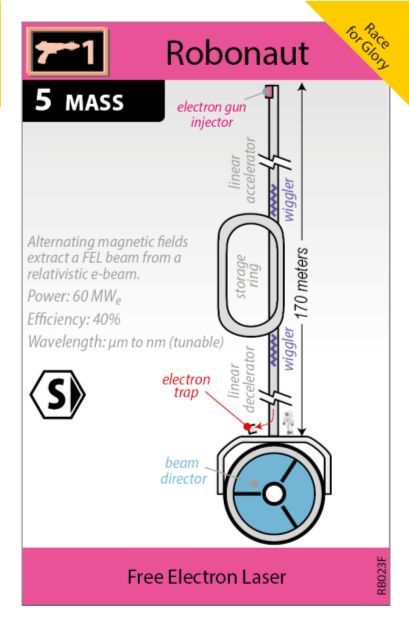 Race
for Glory
1
Robonaut
5 MASS
electron gun
injector
linear
accelerator
wiggler
Alternating magnetic fields
extract a FEL beam from a
relativistic e-beam.
Power: 60 MWe
Efficiency: 40%
Wavelength: µm to nm (tunable)
storage
ring
170 meters
wiggler
S
linear
decelerator
electron
trap
beam
director
Free Electron Laser
RB023F